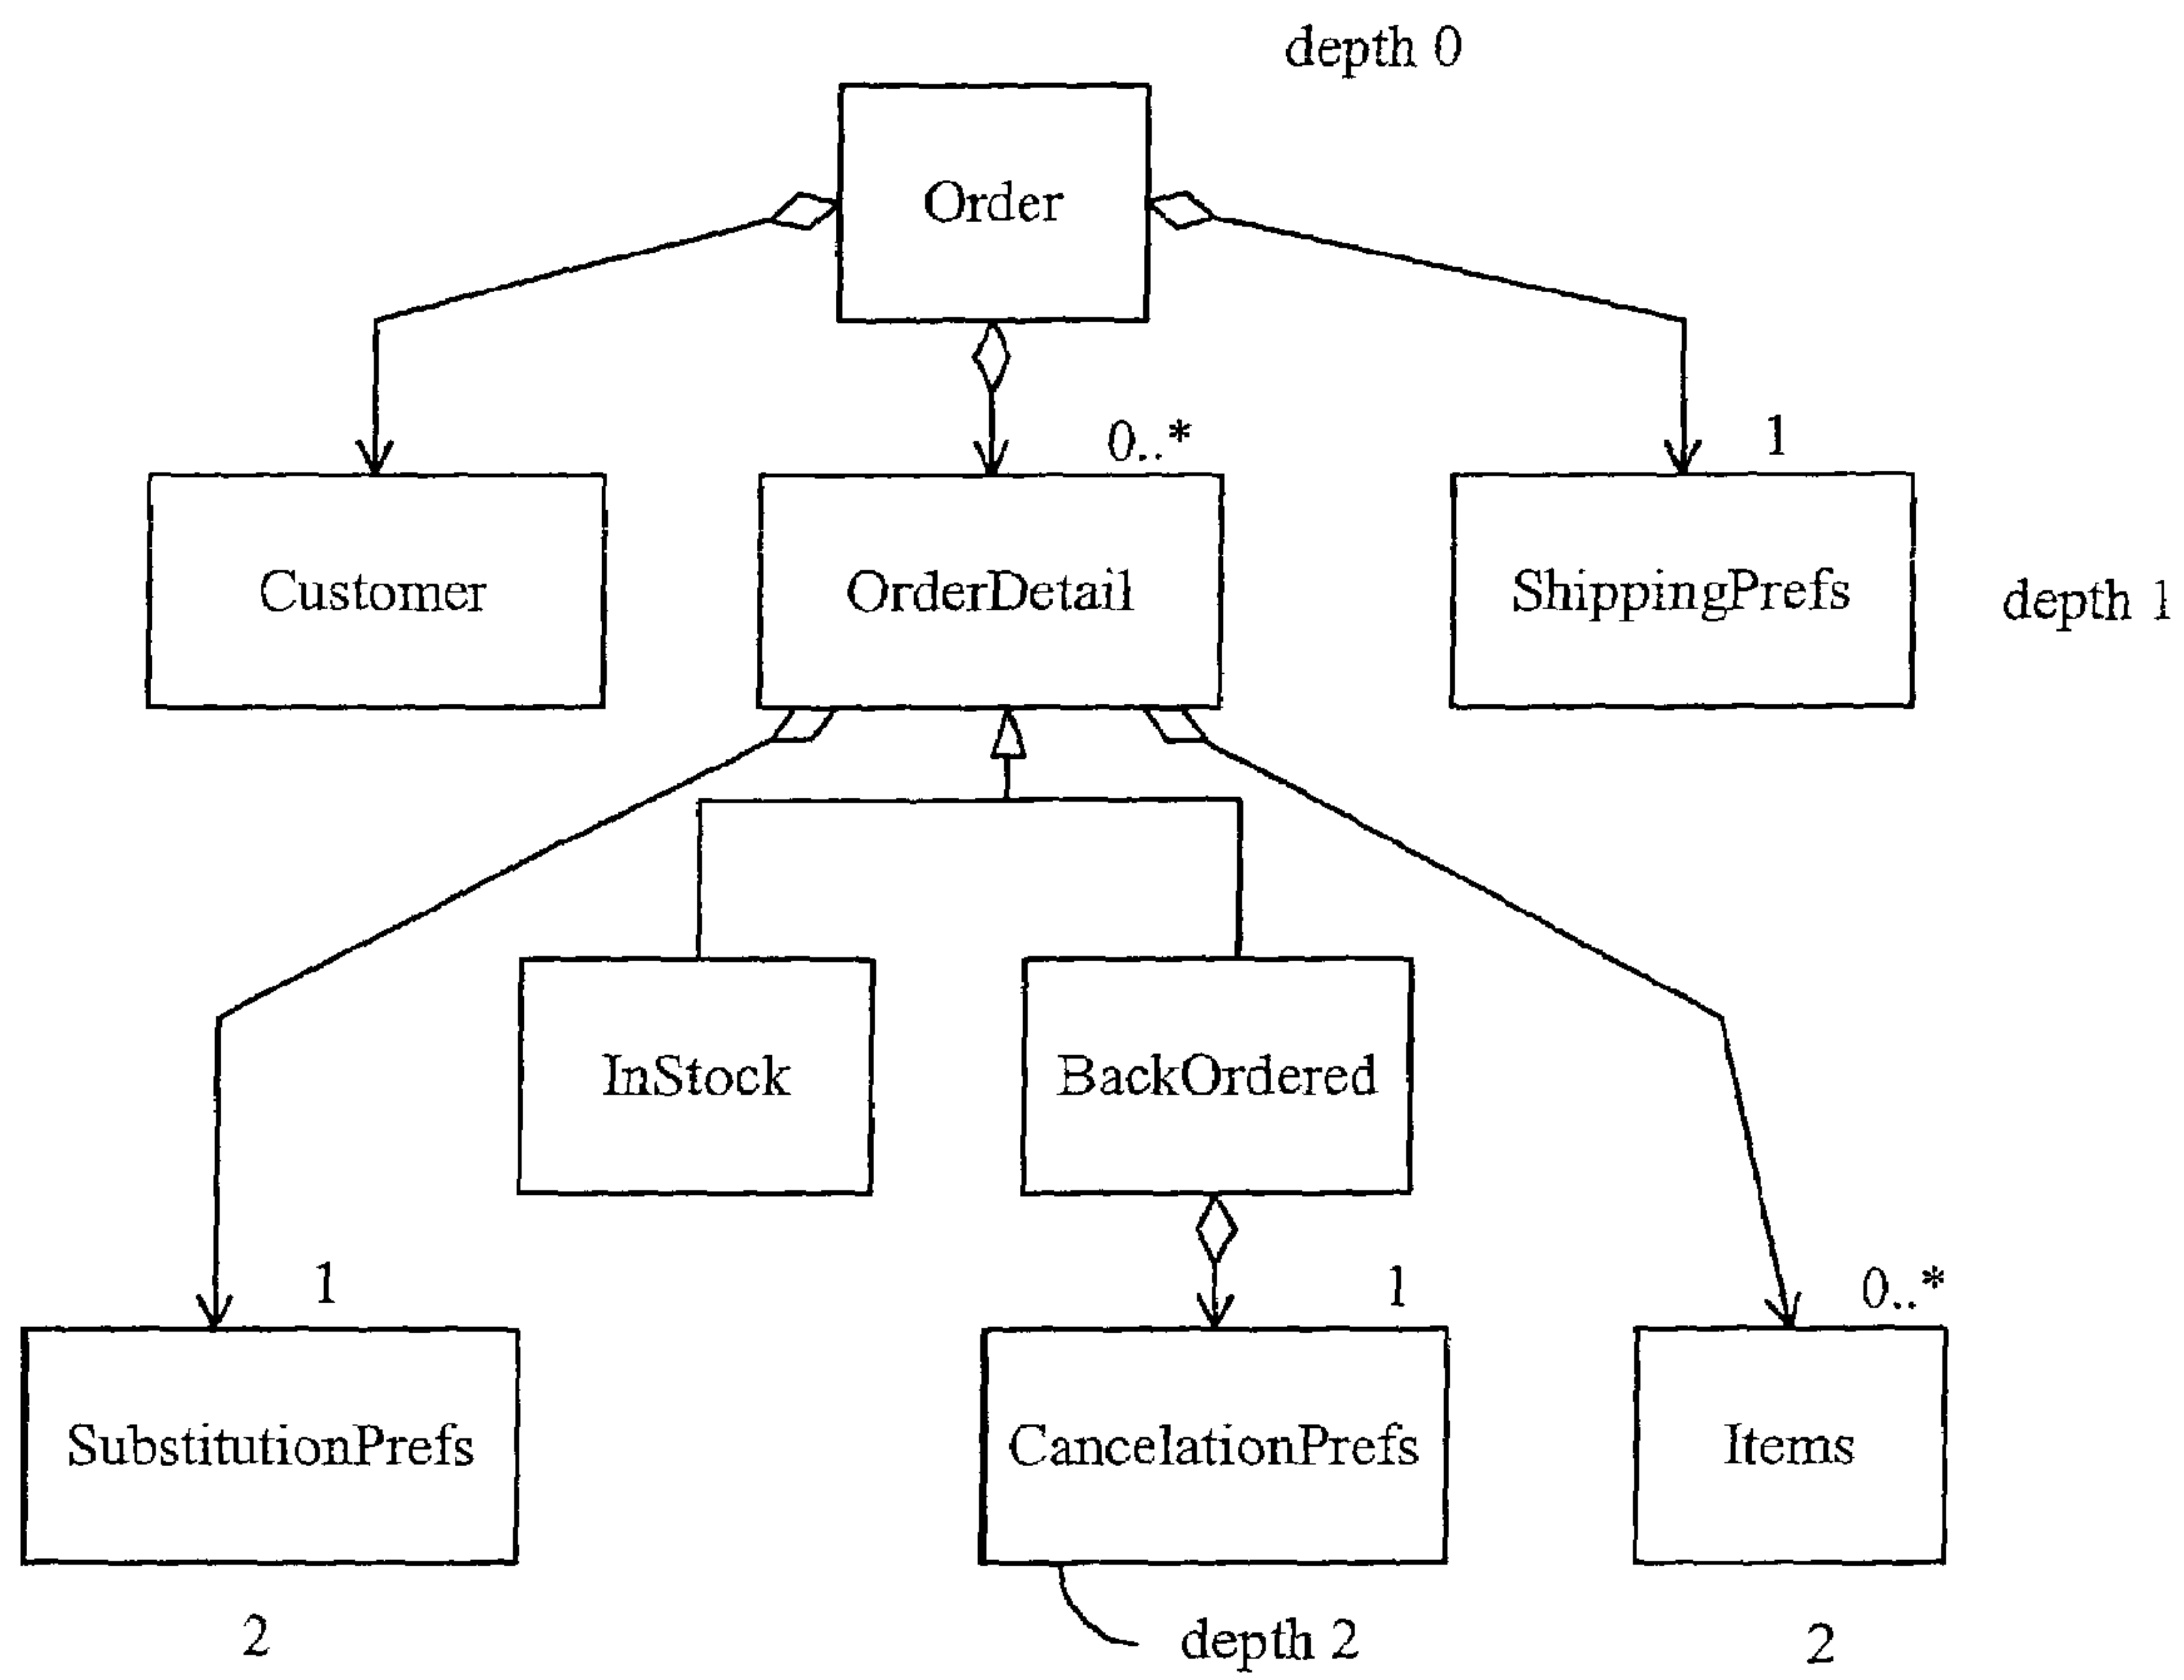 depth 0
Order
0..*
1
Customer
OrderDetail
ShippingPrefs
depth 1
InStock
BackOrdered
1
1
0..*
SubstitutionPrefs
CancelationPrefs
Items
2
depth 2
2